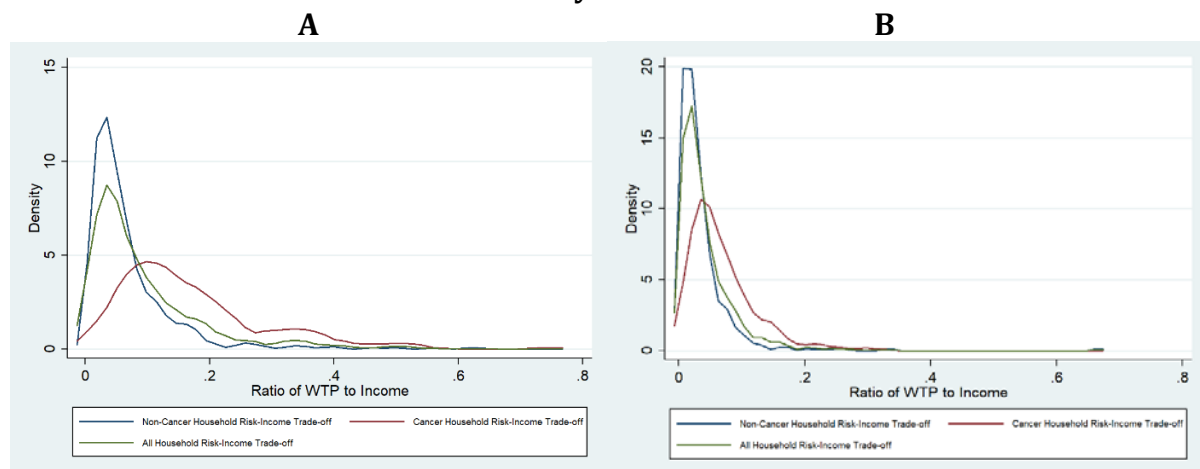 y
A
B
15
10
5
0
Density
0 .2 .4 .6 .8
Ratio of WTP to Income
Non-Cancer Household Risk-Income Trade-off Cancer Household Risk-Income Trade-off
All Household Risk-Income Trade-off
20
15
10
5
0
Density
0 .2 .4 .6 .8
Ratio of WTP to Income
Non-Cancer Household Risk-Income Trade-off Cancer Household Risk-Income Trade-off
All Household Risk-Income Trade-off